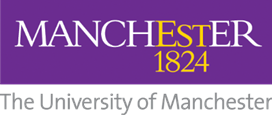 MANCHESTER
1824
The University of Manchester